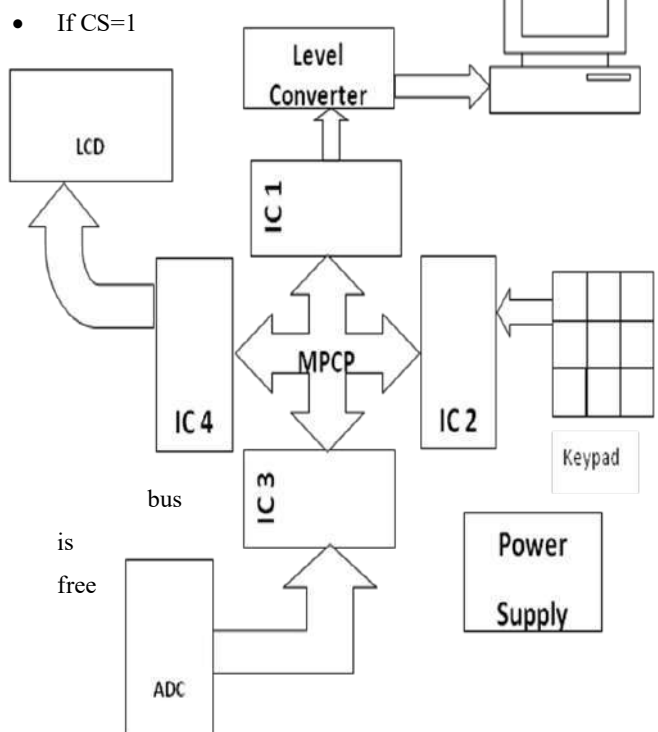 • If CS=1
Level
Converter
LCD
IC 1
MPCP
IC 4
IC 2
Keypad
IC 3
bus
is
free
Power
Supply
ADC